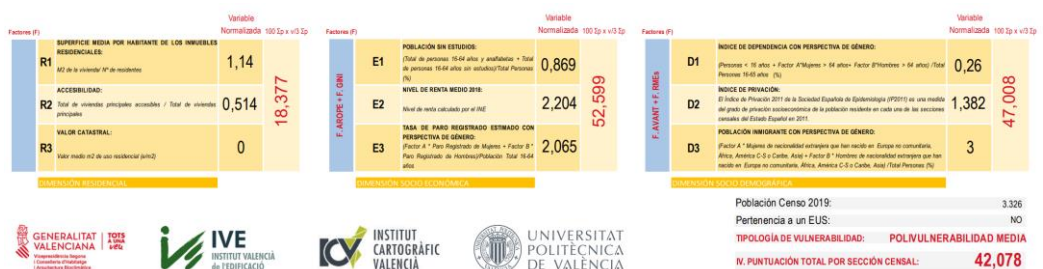 Variable
Factores (F) Normalizada 100 Σp x v/3 Σp
R1
SUPERFICIE MEDIA POR HABITANTE DE LOS INMUEBLES
RESIDENCIALES:
M2 de la vivienda/ Nº de residentes
1,14
R2
ACCESIBILIDAD:
Total de viviendas principales accesibles / Total de viviendas
principales
0,514
R3
VALOR CATASTRAL:
Valor medio m2 de uso residencial (e/m2)
0
18,377
DIMENSIÓN RESIDENCIAL
Variable
Factores (F) Normalizada 100 Σp x v/3 Σp
F. AROPE + F. GINI
E1
POBLACIÓN SIN ESTUDIOS:
(Total de personas 16-64 años y analfabetas + Total
de personas 16-64 años sin estudios)/Total Personas
(%)
0,869
E2
NIVEL DE RENTA MEDIO 2018:
Nivel de renta calculado por el INE
2,204
E3
TASA DE PARO REGISTRADO ESTIMADO CON
PERSPECTIVA DE GÉNERO:
(Factor A * Paro Registrado de Mujeres + Factor B *
Paro Registrado de Hombres)/Población Total 16-64
años
2,065
52,599
DIMENSIÓN SOCIO ECONÓMICA
Variable
Factores (F) Normalizada 100 Σp x v/3 Σp
F. AVANT + F. RMEs
D1
ÍNDICE DE DEPENDENCIA CON PERSPECTIVA DE GÉNERO:
(Personas < 16 años + Factor A*Mujeres > 64 años+ Factor B*Hombres > 64 años) /Total
Personas 16-65 años (%)
0,26
D2
ÍNDICE DE PRIVACIÓN:
El Índice de Privación 2011 de la Sociedad Española de Epidemiología (IP2011) es una medida
del grado de privación socioeconómica de la población residente en cada una de las secciones
censales del Estado Español en 2011.
1,382
D3
POBLACIÓN INMIGRANTE CON PERSPECTIVA DE GÉNERO:
(Factor A * Mujeres de nacionalidad extranjera que han nacido en Europa no comunitaria,
África, América C-S o Caribe, Asia) + Factor B * Hombres de nacionalidad extranjera que han
nacido en Europa no comunitaria, África, América C-S o Caribe, Asia) /Total Personas (%)
3
47,008
DIMENSIÓN SOCIO DEMOGRÁFICA
GENERALITAT
VALENCIANA
Vicepresidència Segona
i Conselleria d'Habitatge
i Arquitectura Bioclimàtica
TOTS
A UNA
veu
IVE
INSTITUT VALENCIÀ
de l'EDIFICACIÓ
INSTITUT
CARTOGRÀFIC
VALENCIÀ
UNIVERSITAT
POLITÈCNICA
DE VALÈNCIA
Población Censo 2019: 3.326
Pertenencia a un EUS: NO
TIPOLOGÍA DE VULNERABILIDAD: POLIVULNERABILIDAD MEDIA
IV. PUNTUACIÓN TOTAL POR SECCIÓN CENSAL: 42,078